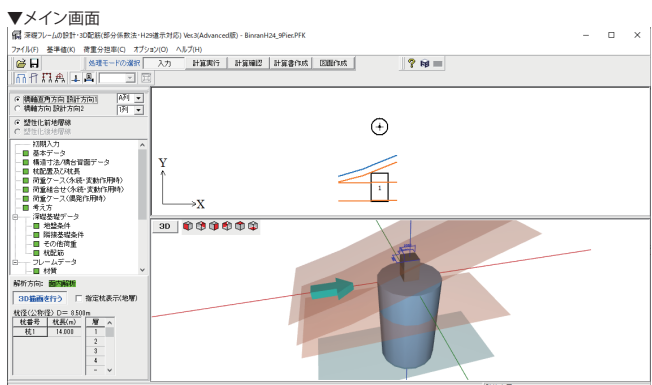 ▼メイン画面
深礎フレームの設計・3D配筋(部分係数法・H29道示対応) Ver.3(Advanced版) - BinranH24_9Pier.PFK
ファイル(F) 基準値(K) 荷重分担率(C) オプション(O) ヘルプ(H)
処理モードの選択 入力 計算実行 計算確認 計算書作成 図面作成
橋軸直角方向 設計方向1 A列
橋軸方向 設計方向2 1列
塑性化前地層線
塑性化後地層線
初期入力
基本データ
構造寸法/橋台背面データ
杭配置及び杭長
荷重ケース(永続・変動作用時)
荷重組合せ(永続・変動作用時)
荷重ケース(偶発作用時)
考え方
深礎基礎データ
地盤条件
隣接基礎条件
その他荷重
杭配筋
フレームデータ
材質
解析方向: 面内解析
3D描画を行う 指定杭表示(地層)
杭径(公称径) D= 8.500m
杭番号 杭長(m) 層
杭1 14.000 1
2
3
4
Y
X
1
3D